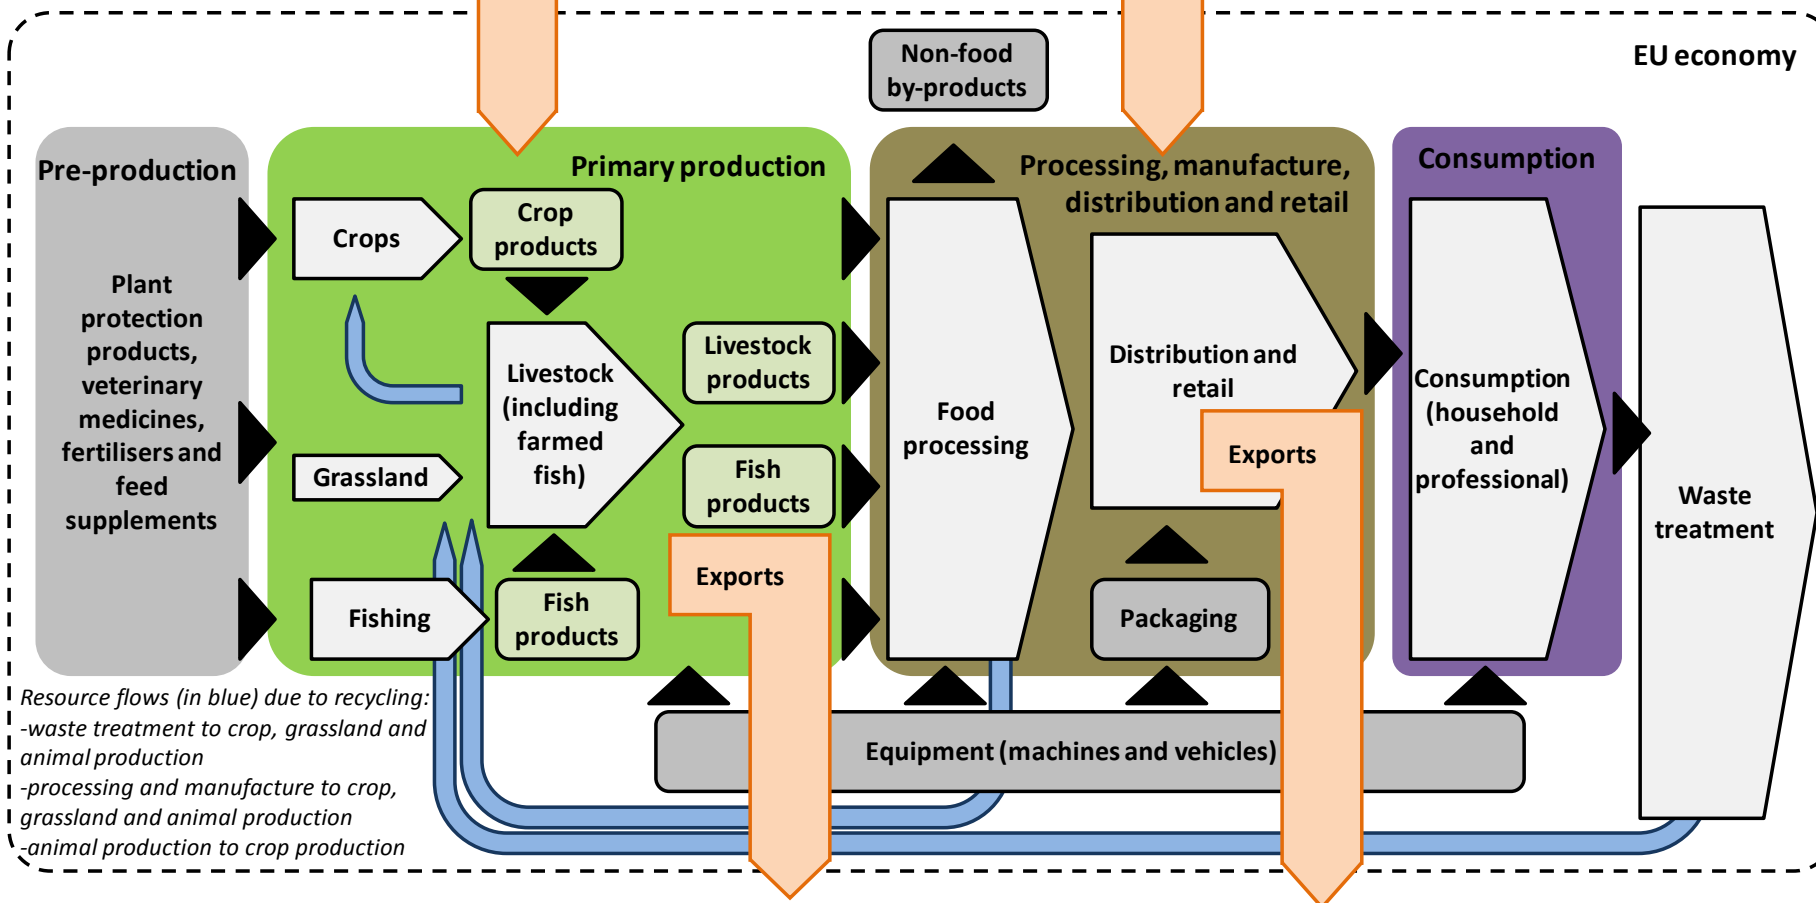 Non-food
by-products
EU economy
Pre-production
Primary production
Processing, manufacture,
distribution and retail
Consumption
Plant
protection
products,
veterinary
medicines,
fertilisers and
feed
supplements
Crops
Crop
products
Livestock
(including
farmed
fish)
Grassland
Fishing
Fish
products
Livestock
products
Fish
products
Exports
Food
processing
Distribution and
retail
Exports
Packaging
Consumption
(household
and
professional)
Waste
treatment
Equipment (machines and vehicles)
Resource flows (in blue) due to recycling:
-waste treatment to crop, grassland and
animal production
-processing and manufacture to crop,
grassland and animal production
-animal production to crop production